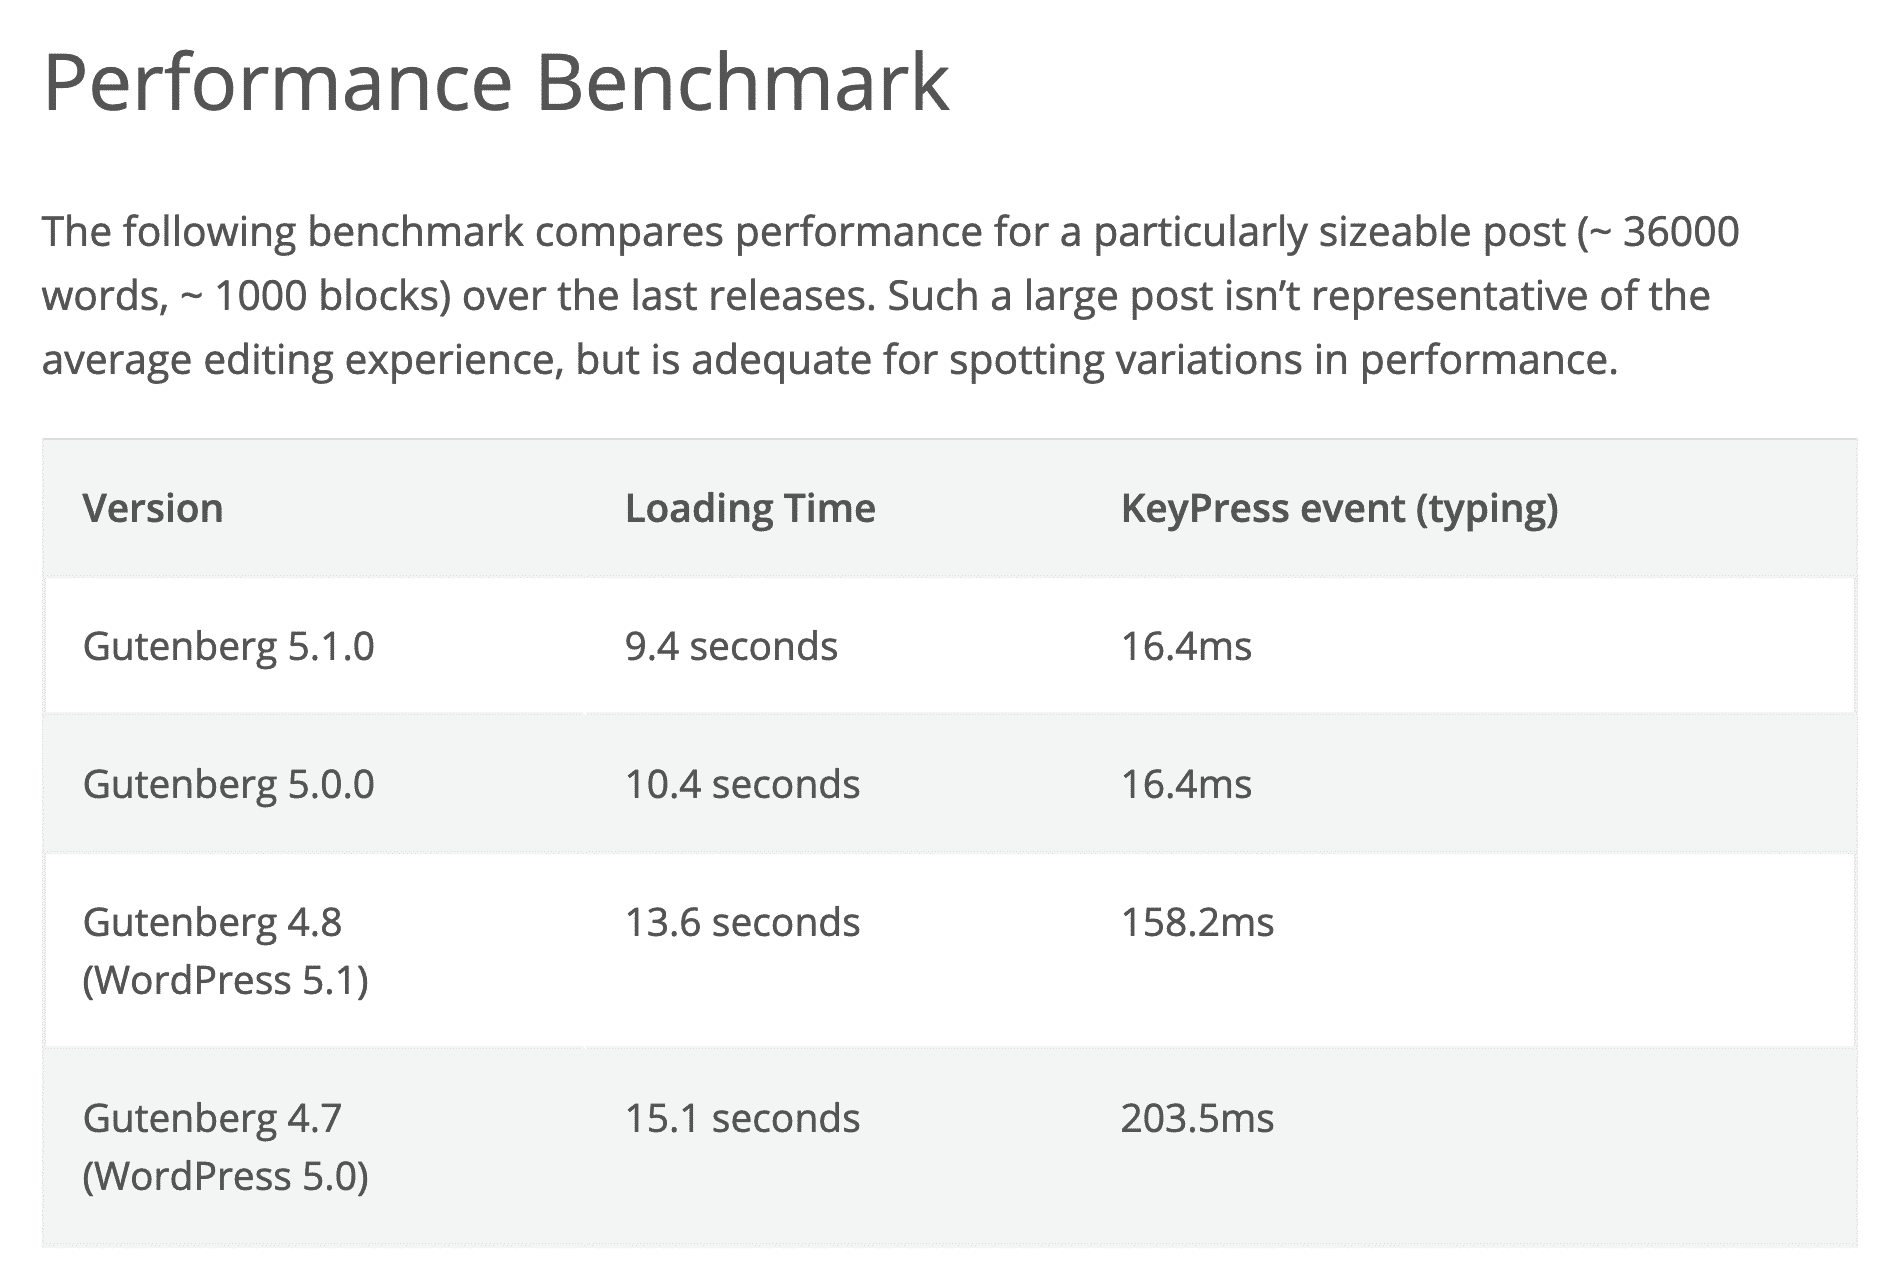 Performance Benchmark
The following benchmark compares performance for a particularly sizeable post (~ 36000
words, ~ 1000 blocks) over the last releases. Such a large post isn’t representative of the
average editing experience, but is adequate for spotting variations in performance.
Version Loading Time KeyPress event (typing)
Gutenberg 5.1.0 9.4 seconds 16.4ms
Gutenberg 5.0.0 10.4 seconds 16.4ms
Gutenberg 4.8 13.6 seconds 158.2ms
(WordPress 5.1)
Gutenberg 4.7 15.1 seconds 203.5ms
(WordPress 5.0)